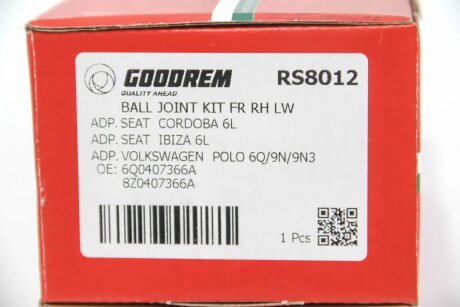 GOODREM RS8012
QUALITY AHEAD
BALL JOINT KIT FR RH LW
ADP. SEAT CORDOBA 6L
ADP. SEAT IBIZA 6L
ADP. VOLKSWAGEN POLO 6Q/9N/9N3
OE: 6Q0407366A
8Z0407366A
1 Pcs